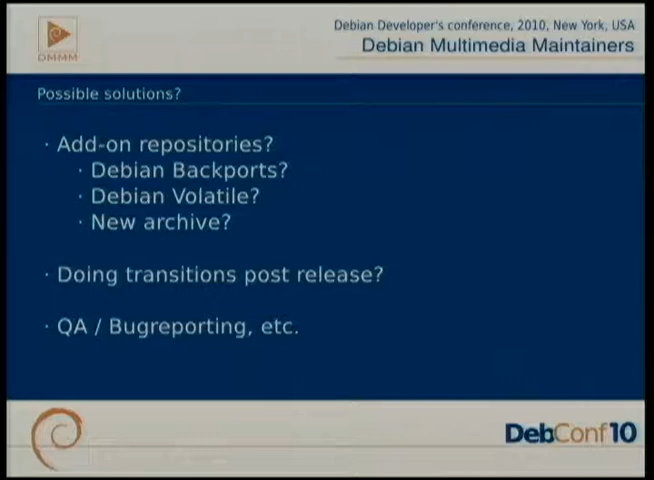 Debian Developer's conference, 2010, New York, USA
Debian Multimedia Maintainers
DMMM
Possible solutions?
· Add-on repositories?
· Debian Backports?
· Debian Volatile?
· New archive?
· Doing transitions post release?
· QA / Bugreporting, etc.
DebConf10